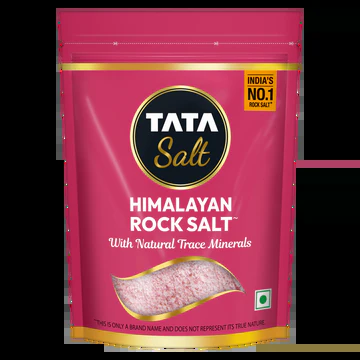 INDIA'S
NO.1
ROCK SALT**
TATA
Salt
HIMALAYAN
ROCK SALT™
With Natural Trace Minerals
*THIS IS ONLY A BRAND NAME AND DOES NOT REPRESENT ITS TRUE NATURE.